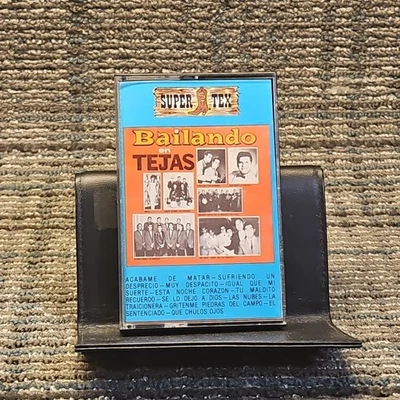 SUPER TEX
Bailando
en
TEJAS
ACABAME DE MATAR—SUFRIENDO UN
DESPRECIO—MUY DESPACITO—IGUAL QUE MI
SUERTE—ESTA NOCHE CORAZON—TU MALDITO
RECUERDO—SE LO DEJO A DIOS—LAS NUBES—LA
TRAICIONERA—GRITENME PIEDRAS DEL CAMPO—EL
SENTENCIADO—QUE CHULOS OJOS